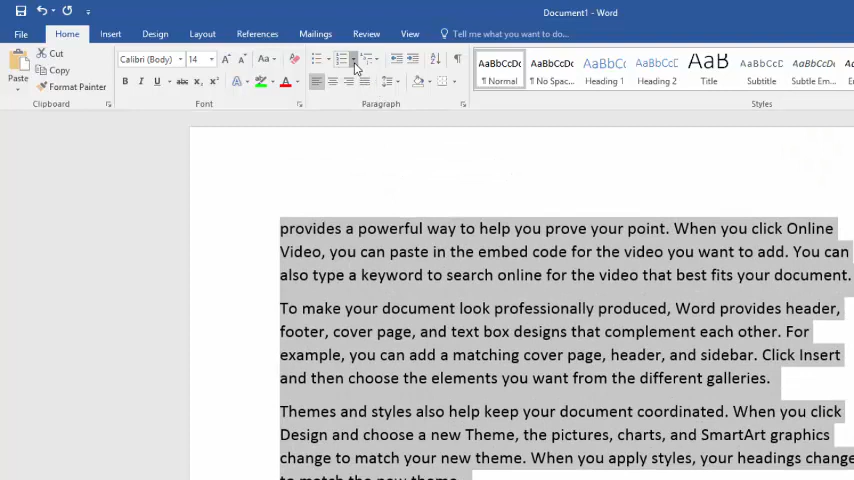 Document1 - Word
File Home Insert Design Layout References Mailings Review View Tell me what you want to do...
Cut
Copy
Format Painter
Paste
Clipboard
Calibri (Body) 14
Font
Paragraph
AaBbCcDc AaBbCcDc AaBbCc AaBbCcE AaB AaBbCcD AaBbCcDc
¶ Normal ¶ No Spac... Heading 1 Heading 2 Title Subtitle Subtle Em...
Styles
provides a powerful way to help you prove your point. When you click Online
Video, you can paste in the embed code for the video you want to add. You can
also type a keyword to search online for the video that best fits your document.
To make your document look professionally produced, Word provides header,
footer, cover page, and text box designs that complement each other. For
example, you can add a matching cover page, header, and sidebar. Click Insert
and then choose the elements you want from the different galleries.
Themes and styles also help keep your document coordinated. When you click
Design and choose a new Theme, the pictures, charts, and SmartArt graphics
change to match your new theme. When you apply styles, your headings change
to match the new theme.